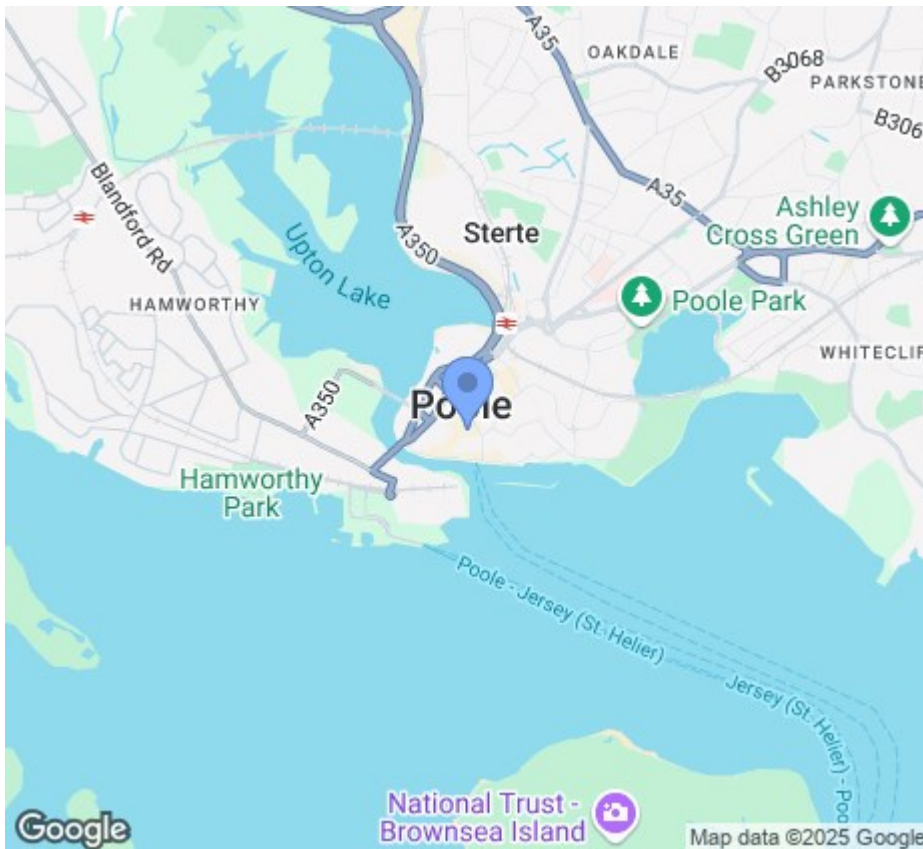 A35
OAKDALE
B3068
PARKSTONE
B306
Blandford Rd
A35
Ashley
Cross Green
A350
Sterte
Upton Lake
Poole Park
HAMWORTHY
WHITECLIF
A350
Poole
Hamworthy
Park
Poole - Jersey (St. Helier)
Jersey (St. Helier) - Poo
National Trust -
Brownsea Island
Google
Map data ©2025 Google